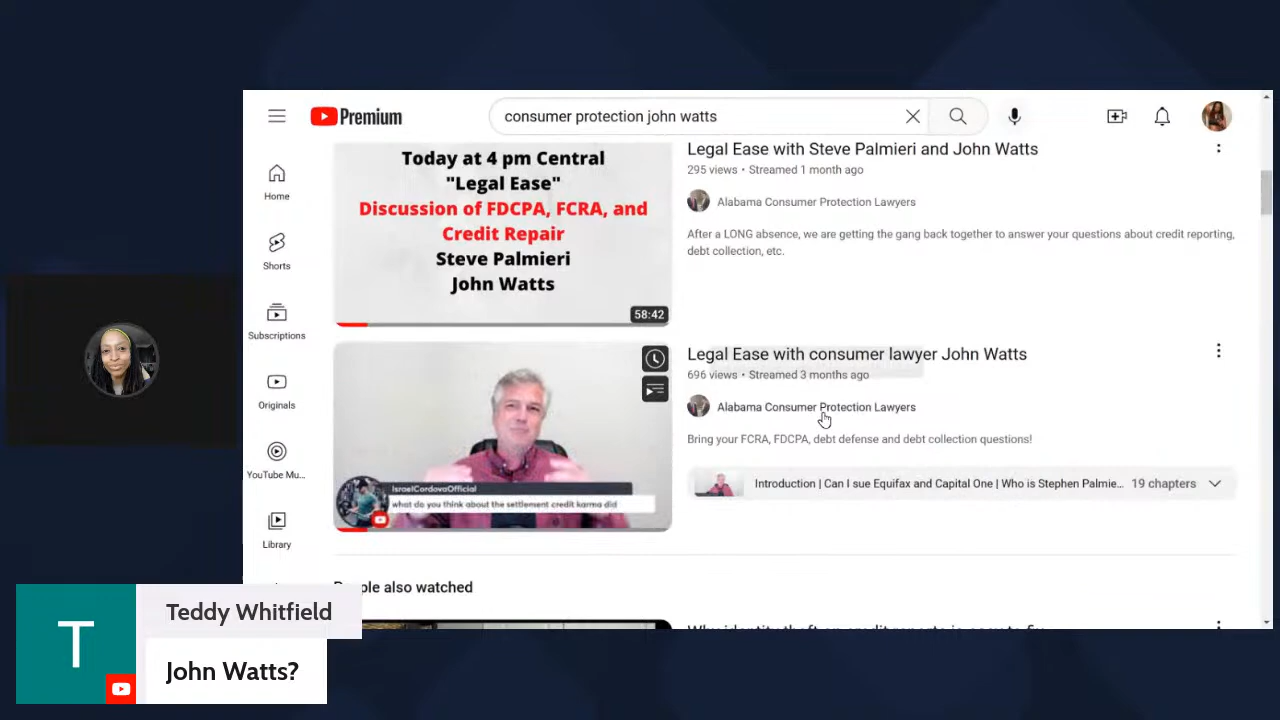 Premium
consumer protection john watts
Home
Shorts
Subscriptions
Originals
YouTube Mu...
Library
Today at 4 pm Central
"Legal Ease"
Discussion of FDCPA, FCRA, and
Credit Repair
Steve Palmieri
John Watts
58:42
Legal Ease with Steve Palmieri and John Watts
295 views • Streamed 1 month ago
Alabama Consumer Protection Lawyers
After a LONG absence, we are getting the gang back together to answer your questions about credit reporting,
debt collection, etc.
IsraelCordovaOfficial
what do you think about the settlement credit karma did
Legal Ease with consumer lawyer John Watts
696 views • Streamed 3 months ago
Alabama Consumer Protection Lawyers
Bring your FCRA, FDCPA, debt defense and debt collection questions!
Introduction | Can I sue Equifax and Capital One | Who is Stephen Palmie... 19 chapters
People also watched
T
Teddy Whitfield
John Watts?